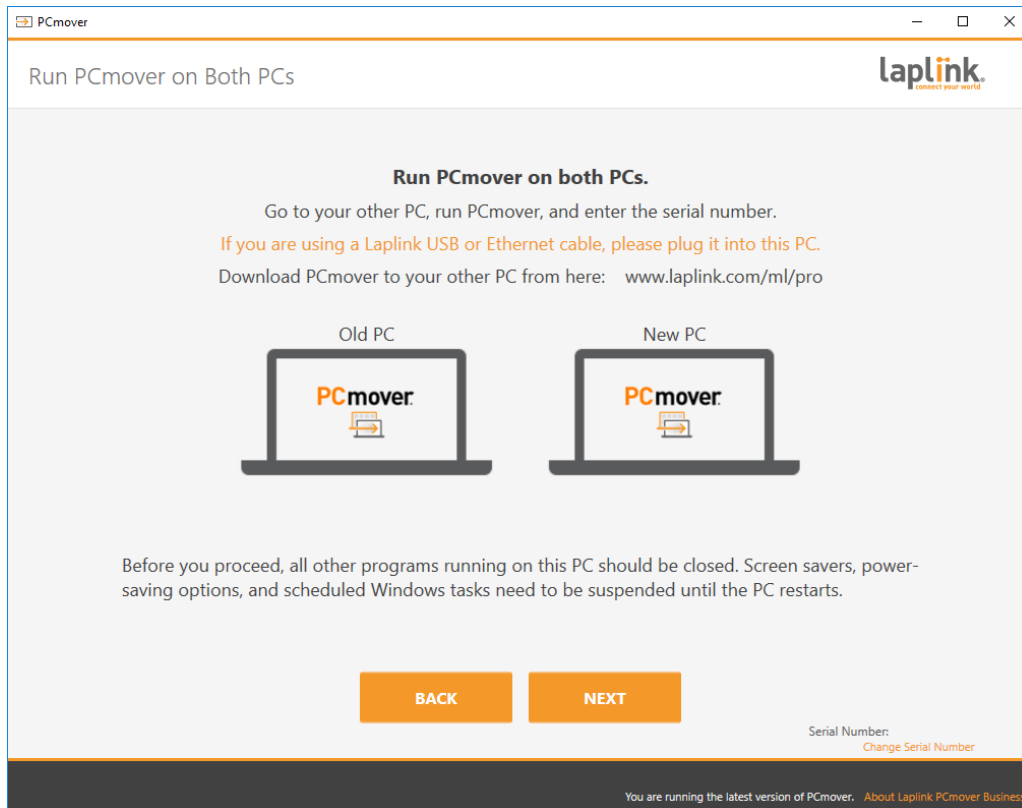 PCmover
Run PCmover on Both PCs
laplink.
connect your world
Run PCmover on both PCs.
Go to your other PC, run PCmover, and enter the serial number.
If you are using a Laplink USB or Ethernet cable, please plug it into this PC.
Download PCmover to your other PC from here: www.laplink.com/ml/pro
Old PC
New PC
PCmover
PCmover
Before you proceed, all other programs running on this PC should be closed. Screen savers, power-
saving options, and scheduled Windows tasks need to be suspended until the PC restarts.
BACK
NEXT
Serial Number:
Change Serial Number
You are running the latest version of PCmover. About Laplink PCmover Business